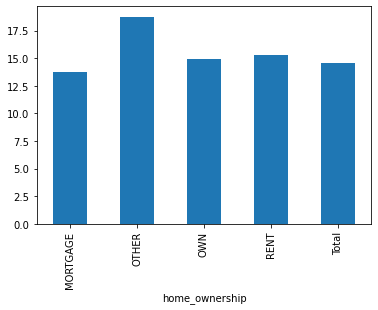 17.5
15.0
12.5
10.0
7.5
5.0
2.5
0.0
MORTGAGE
OTHER
OWN
RENT
Total
home_ownership